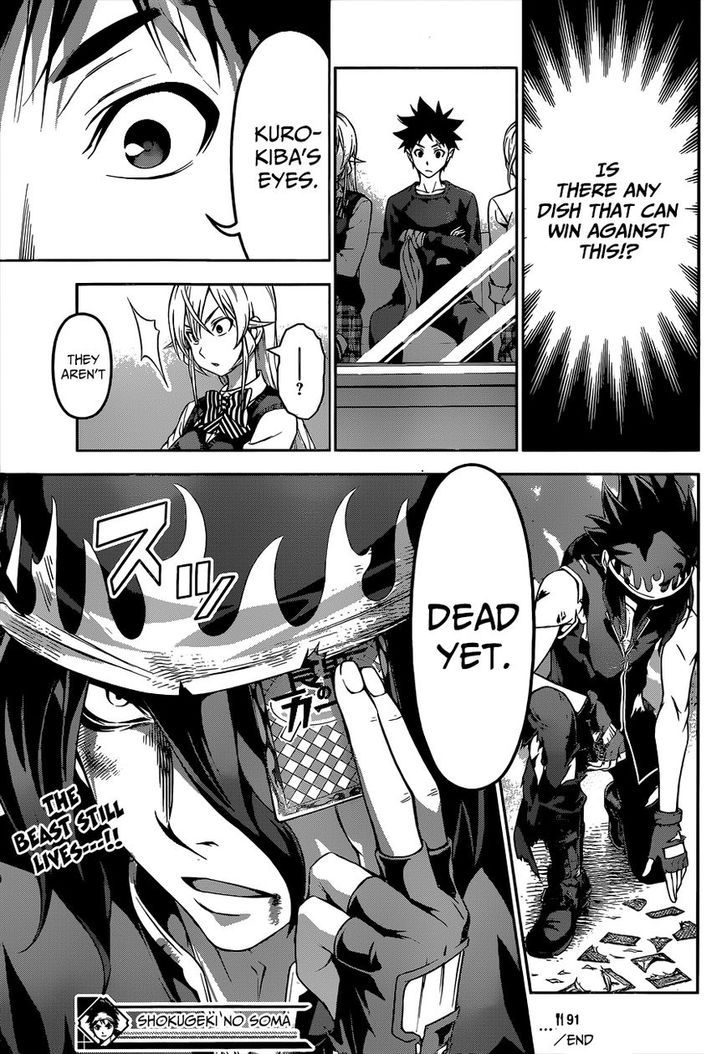 IS
THERE ANY
DISH THAT CAN
WIN AGAINST
THIS!?
KURO-
KIBA'S
EYES.
—?
THEY
AREN'T
DEAD
YET.
ズッ
THE
BEAST STILL
LIVES----!!
SHOKUGEKI NO SOMA
...
91
/END